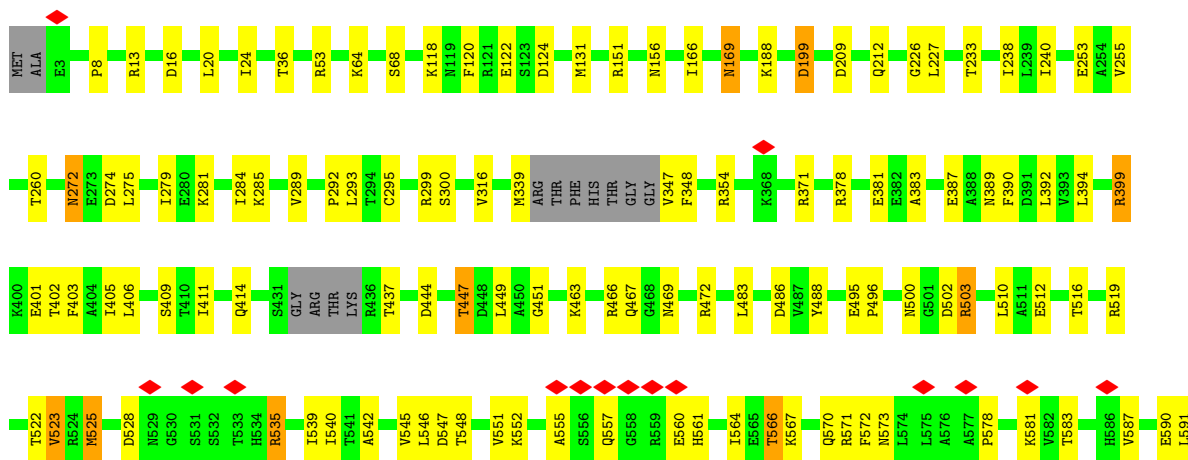 MET ALA E3 P8 R13 D16 L20 I24 T36 R53 K64 S68 K118 N119 F120 R121 E122 S123 D124 M131 R151 N156 I166 N169 K188 D199 D209 Q212 G226 L227 T233 I238 L239 I240 E253 A254 V255
T260 N272 E273 D274 L275 I279 E280 K281 I284 K285 V289 P292 L293 T294 C295 R299 S300 V316 M339 ARG THR PHE HIS THR GLY GLY V347 F348 R354 K368 R371 R378 E381 E382 A383 E387 A388 N389 F390 D391 L392 V393 L394 R399
K400 E401 T402 F403 A404 I405 L406 S409 T410 I411 Q414 S431 GLY ARG THR LYS R436 T437 D444 T447 D448 L449 A450 G451 K463 R466 Q467 G468 N469 R472 L483 D486 V487 Y488 E495 P496 N500 G501 D502 R503 L510 A511 E512 T516 R519
T522 V523 R524 M525 D528 N529 G530 S531 S532 T533 H534 R535 I539 I540 T541 A542 V545 L546 D547 T548 V551 K552 A555 S556 Q557 G558 R559 E560 H561 I564 E565 T566 K567 Q570 R571 F572 N573 L574 L575 A576 A577 P578 K581 V582 T583 H586 V587 E590 L591